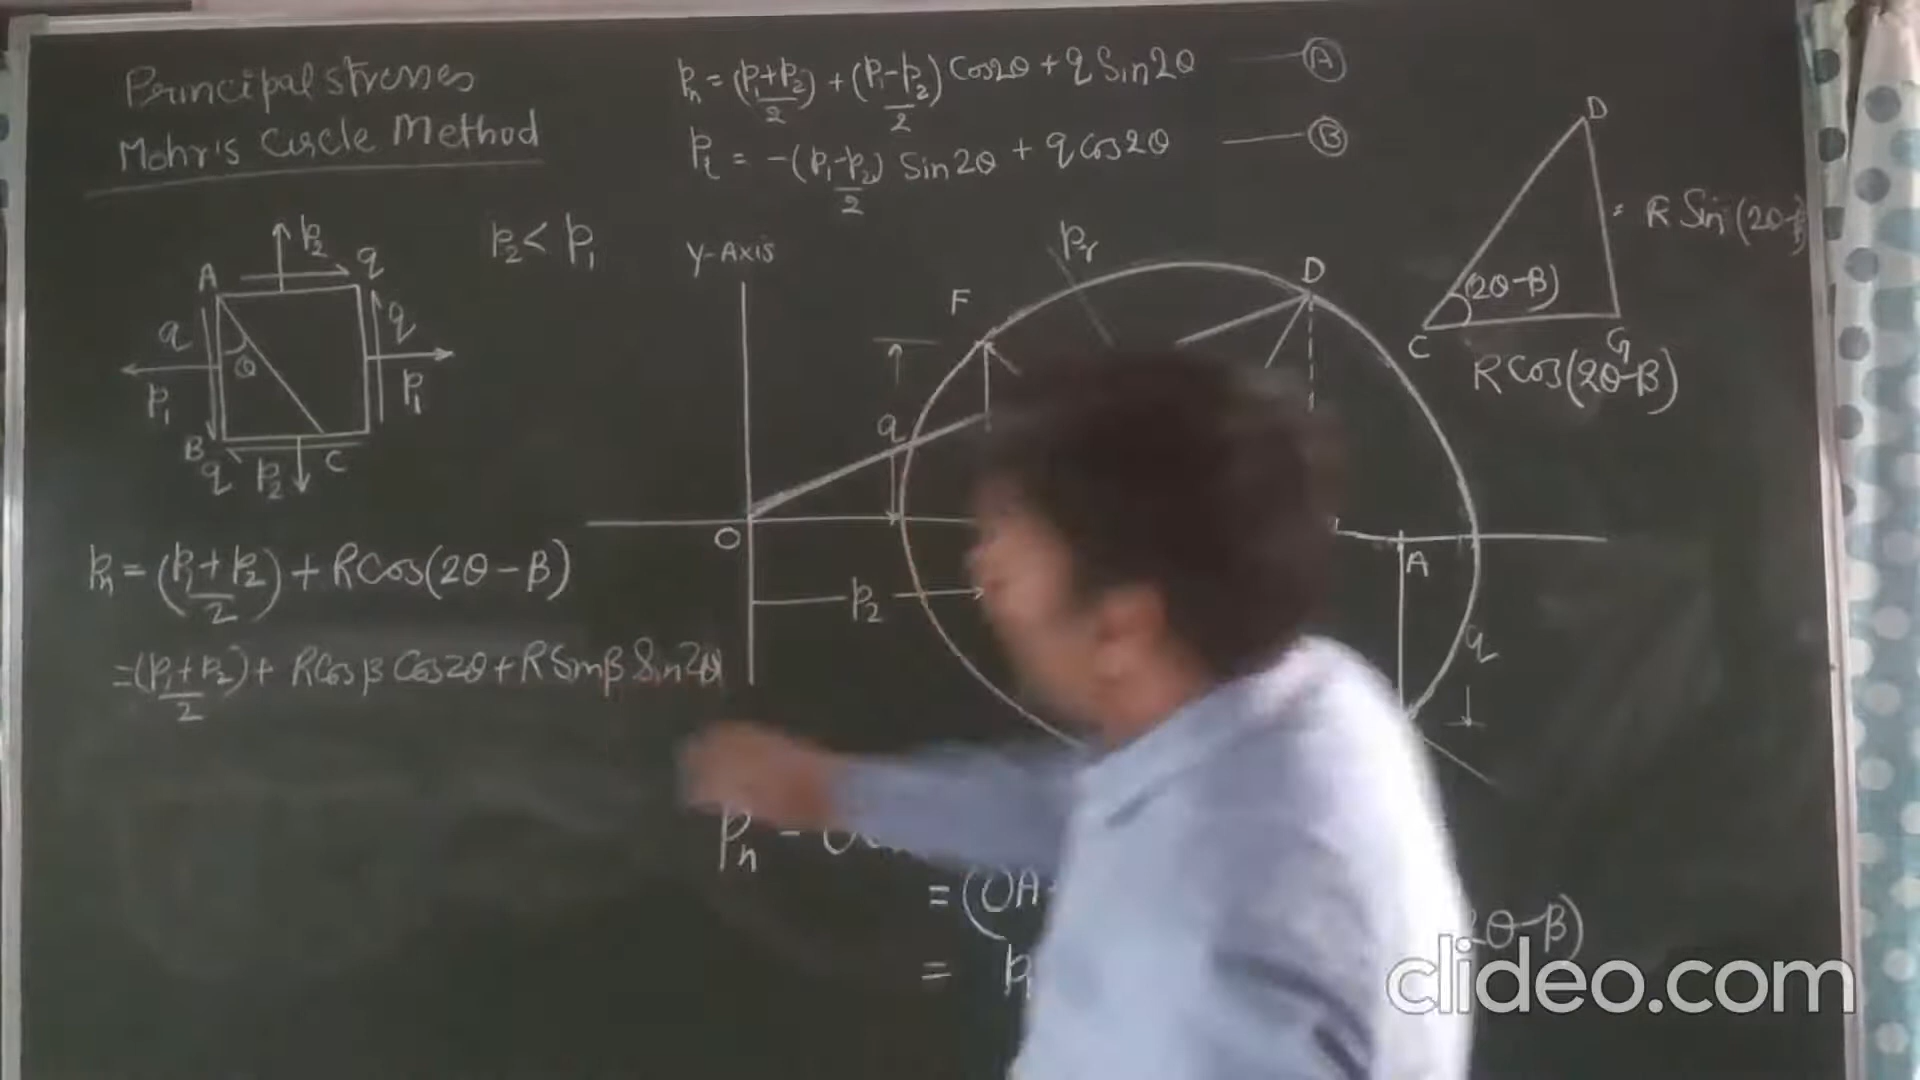 Principal stresses
Mohr's Circle Method
Pn = (P1+P2)/2 + (P1-P2)/2 Cos2θ + q Sin2θ — A
Pt = -(P1-P2)/2 Sin2θ + q cos2θ — B
P2 < P1
P2
q
A
q
θ
q
P1
P1
B
q
P2
C
Y-Axis
Pr
F
D
q
O
P2
A
q
D
(2θ-β)
= R Sin(2θ-β)
C
G
R Cos(2θ-β)
Pn = (P1+P2)/2 + R Cos(2θ-β)
= (P1+P2)/2 + R Cosβ Cos2θ + R Sinβ Sin2θ
Pn
= (OA
2θ-β)
=
clideo.com